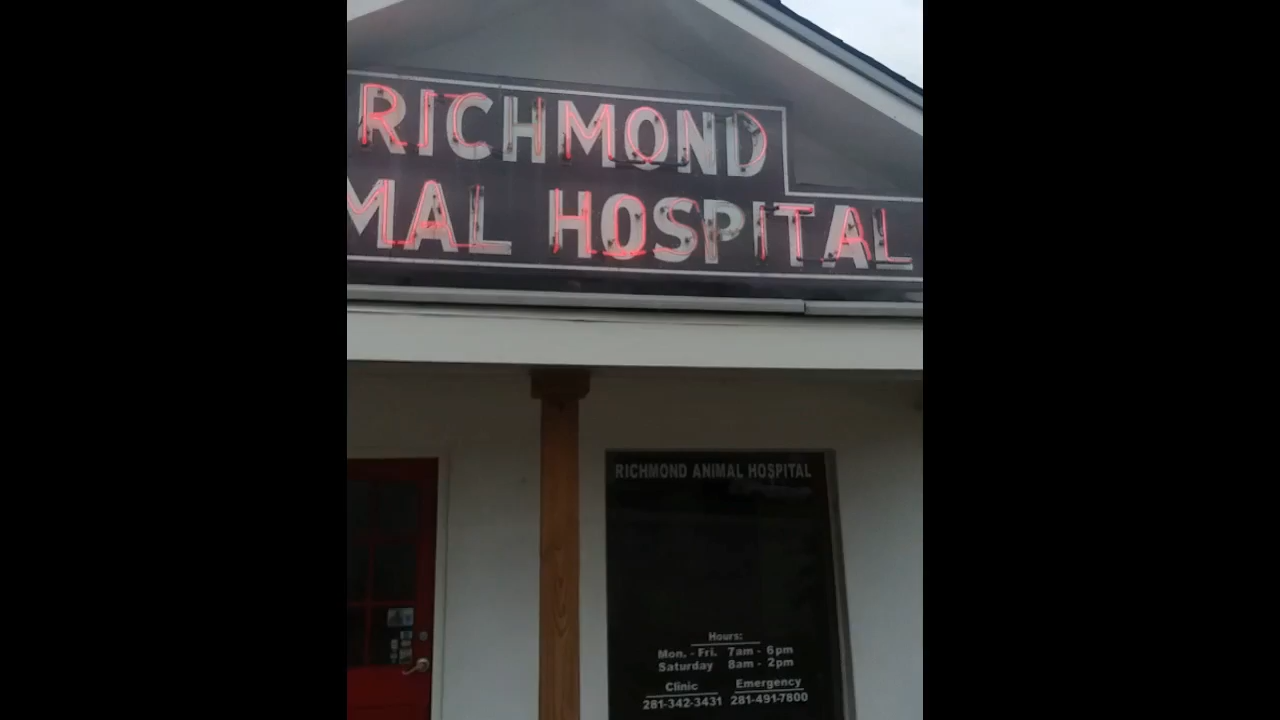 RICHMOND
MAL HOSPITAL
RICHMOND ANIMAL HOSPITAL
Hours:
Mon. - Fri. 7am - 6pm
Saturday 8am - 2pm
Clinic Emergency
281-342-3431 281-491-7800